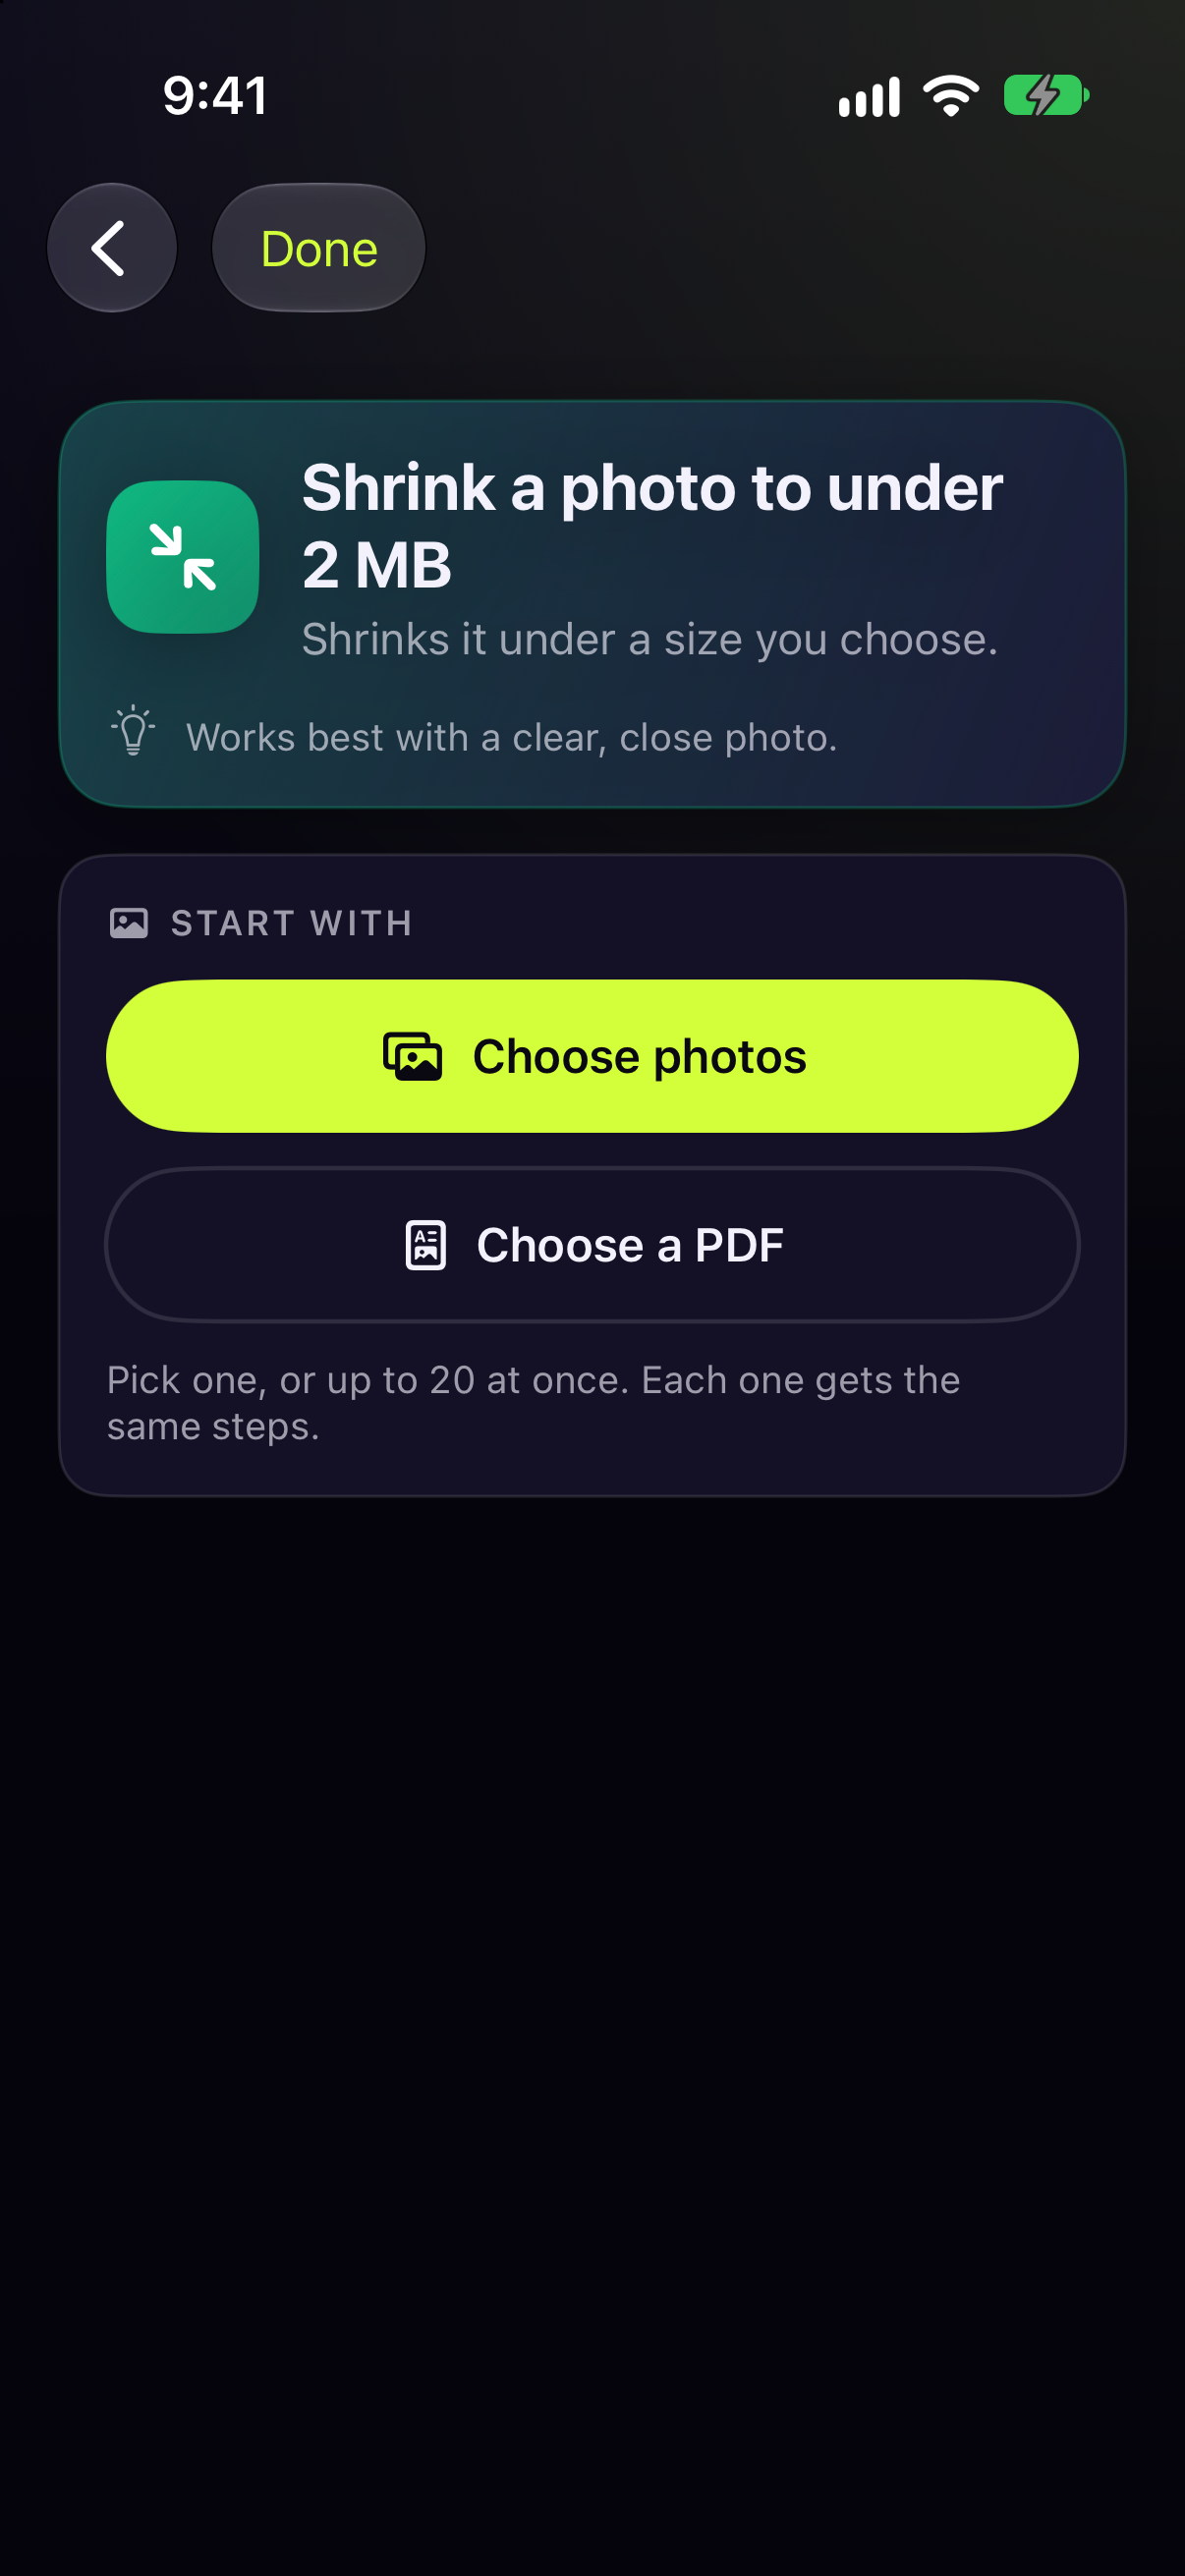 9:41
Done
Shrink a photo to under
2 MB
Shrinks it under a size you choose.
Works best with a clear, close photo.
START WITH
Choose photos
Choose a PDF
Pick one, or up to 20 at once. Each one gets the
same steps.